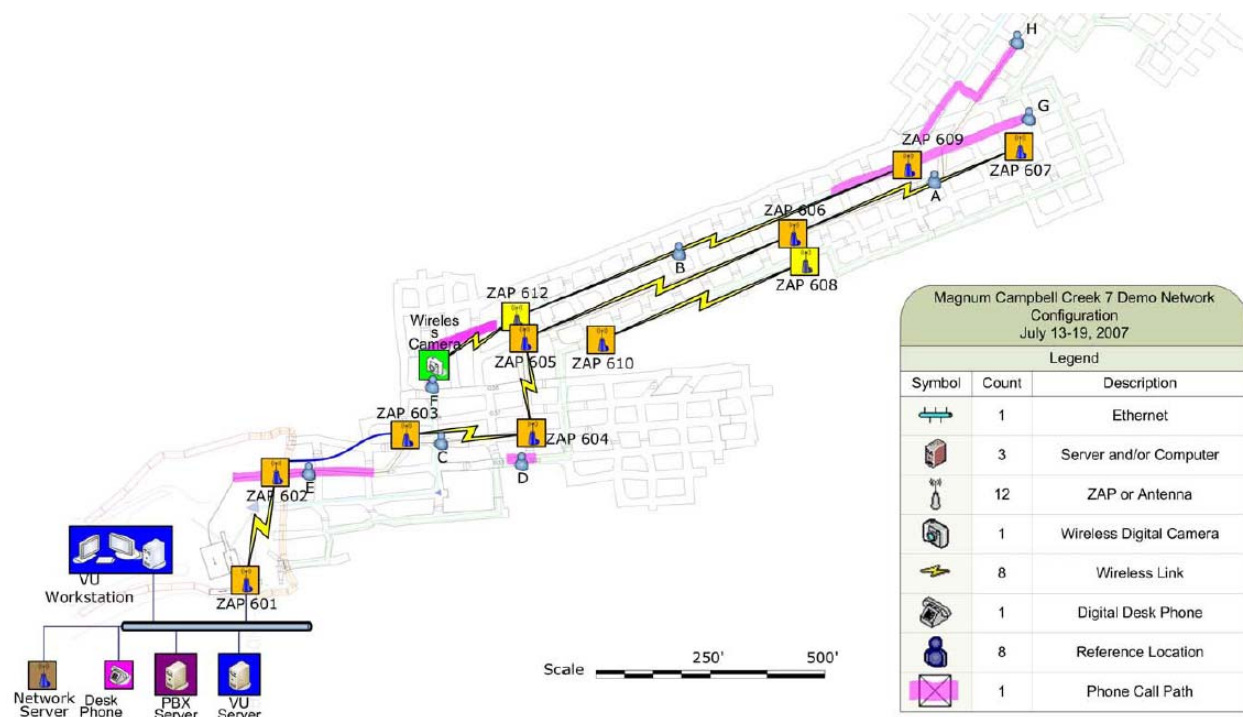 H
G
ZAP 609
ZAP 607
A
ZAP 606
B
ZAP 608
ZAP 612
Wireles
s
Camera
ZAP 605
ZAP 610
F
ZAP 603
C
ZAP 604
D
E
ZAP 602
VU
Workstation
ZAP 601
Network
Server
Desk
Phone
PBX
Server
VU
Server
Scale
250'
500'
Magnum Campbell Creek 7 Demo Network
Configuration
July 13-19, 2007
Legend
Symbol Count Description
1 Ethernet
3 Server and/or Computer
12 ZAP or Antenna
1 Wireless Digital Camera
8 Wireless Link
1 Digital Desk Phone
8 Reference Location
1 Phone Call Path